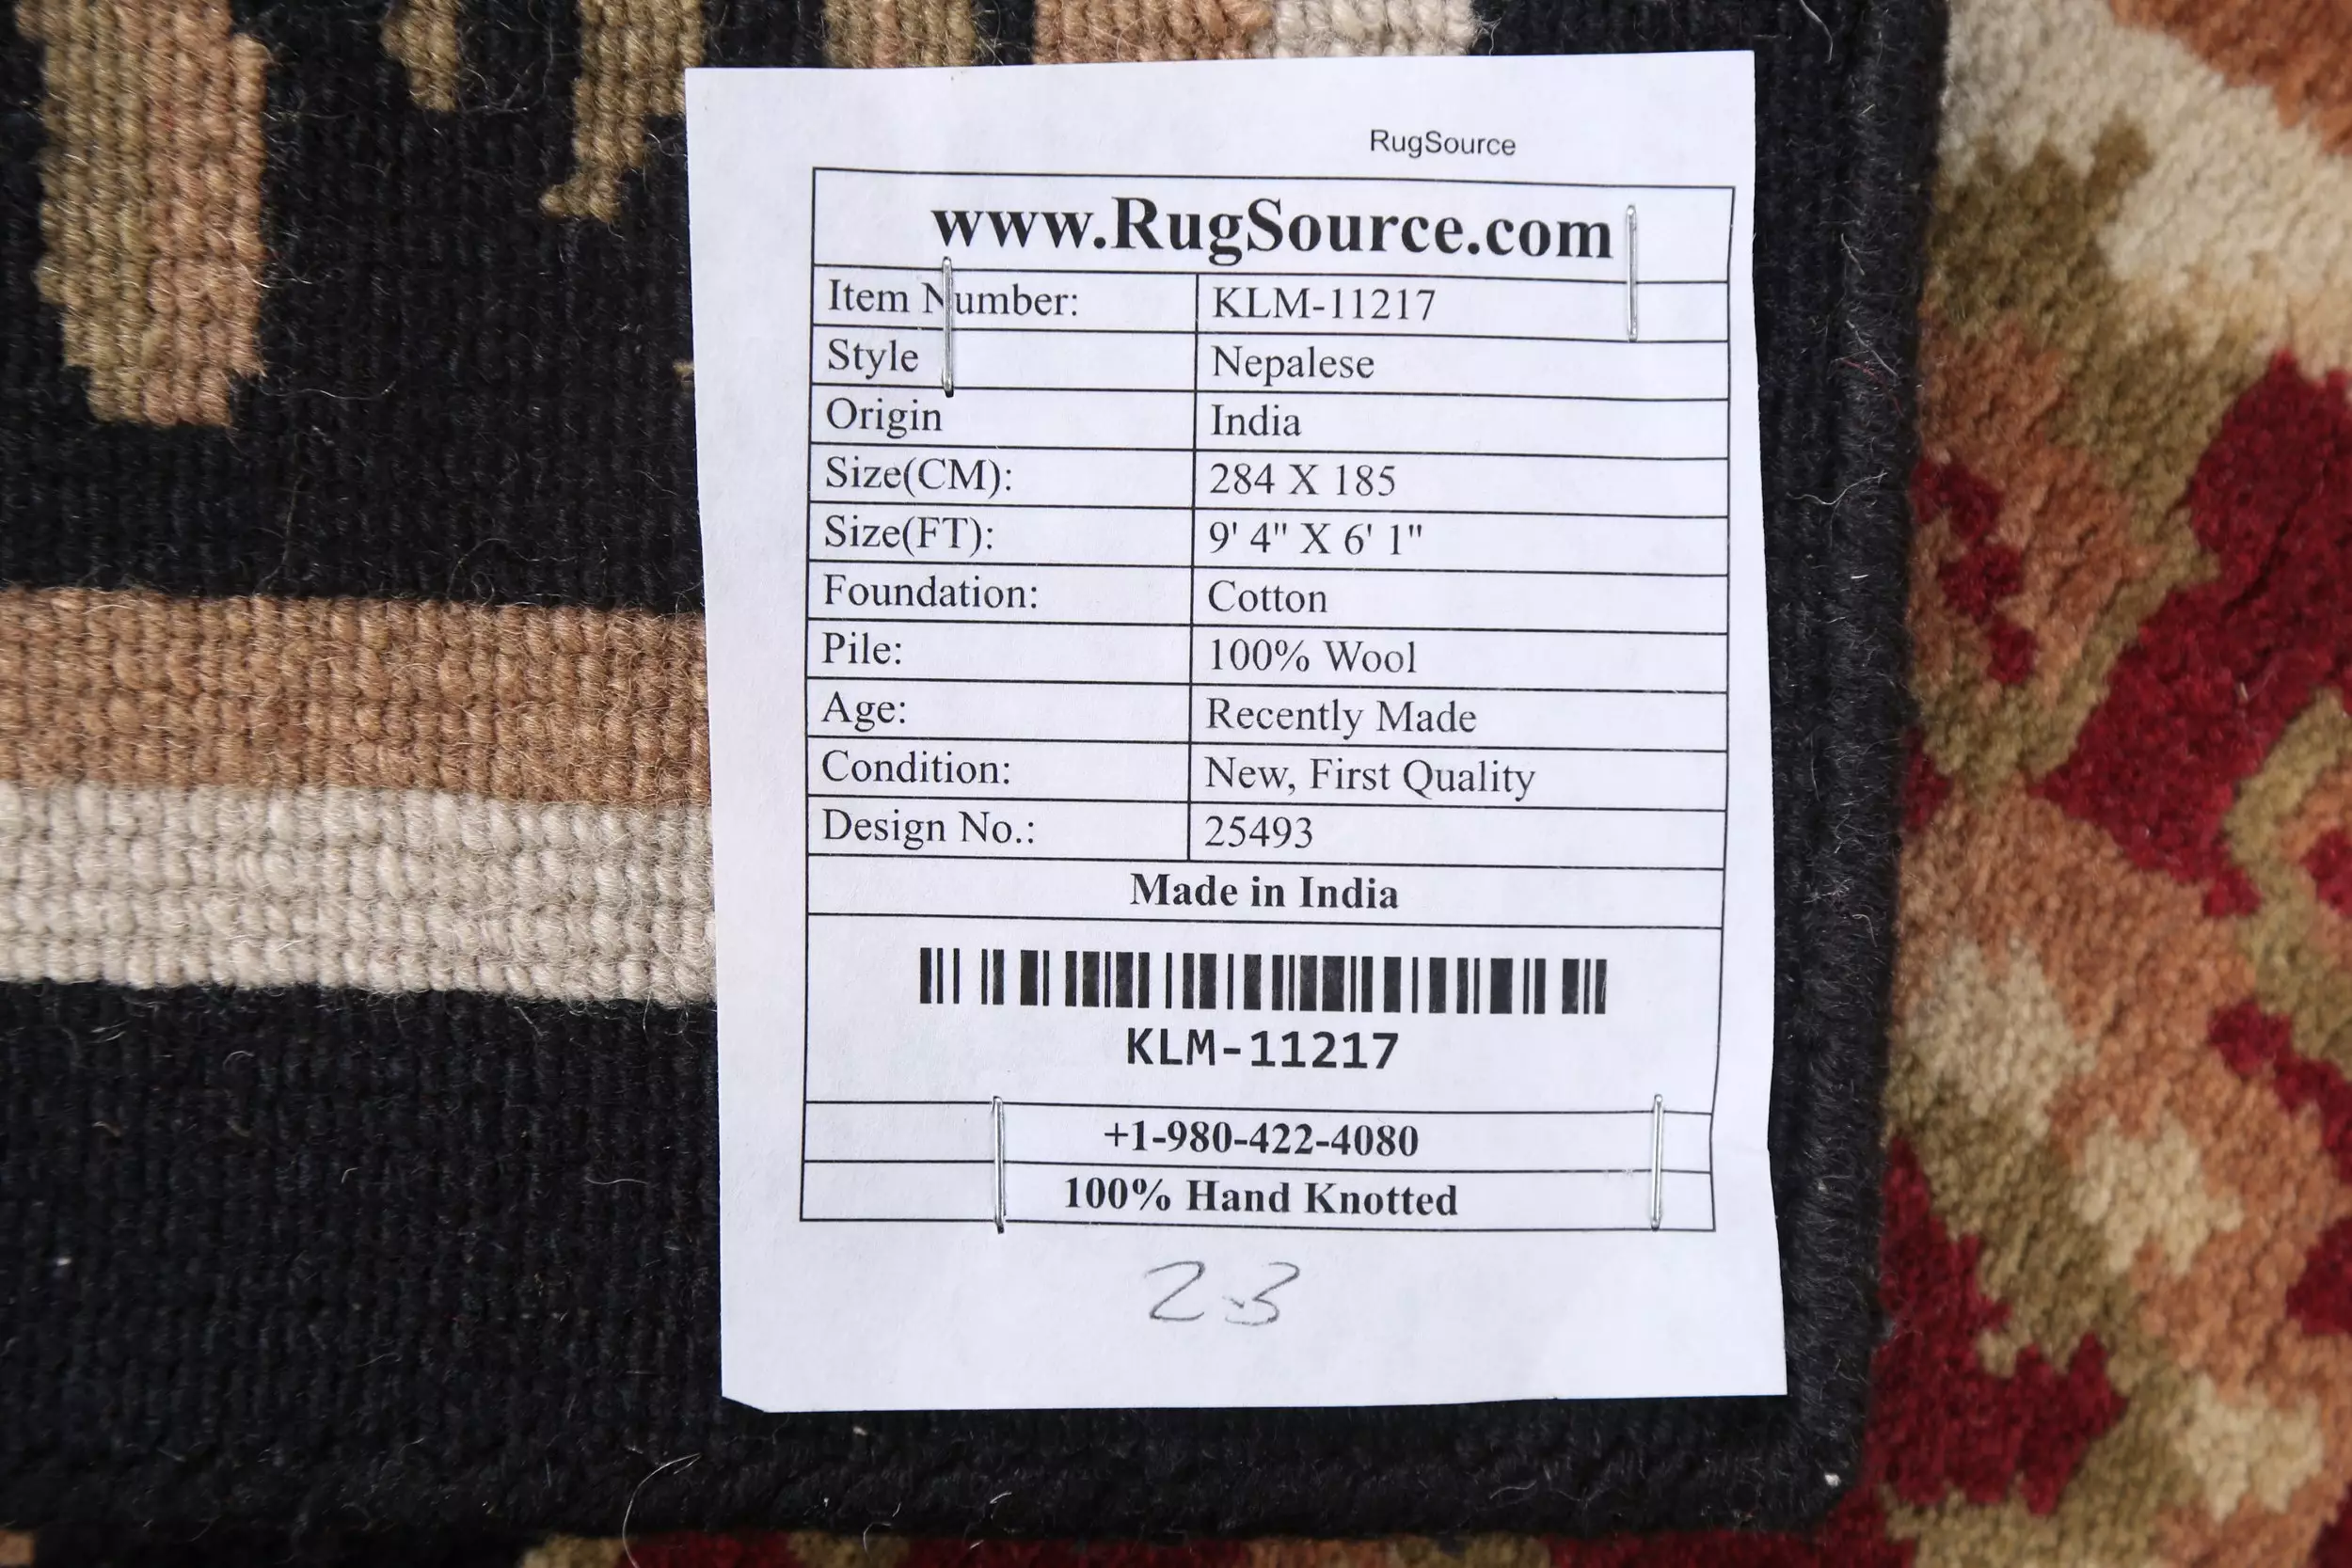 RugSource
www.RugSource.com
Item Number: KLM-11217
Style Nepalese
Origin India
Size(CM): 284 X 185
Size(FT): 9' 4" X 6' 1"
Foundation: Cotton
Pile: 100% Wool
Age: Recently Made
Condition: New, First Quality
Design No.: 25493
Made in India
KLM-11217
+1-980-422-4080
100% Hand Knotted